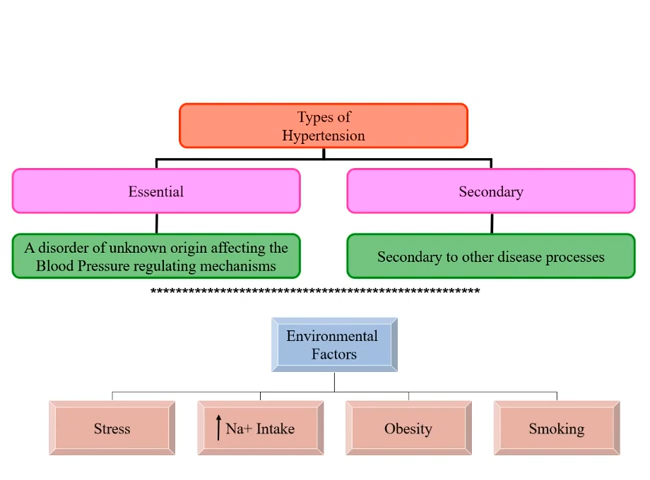 Types of
Hypertension
Essential
Secondary
A disorder of unknown origin affecting the
Blood Pressure regulating mechanisms
Secondary to other disease processes
****************************************************
Environmental
Factors
Stress
↑ Na+ Intake
Obesity
Smoking